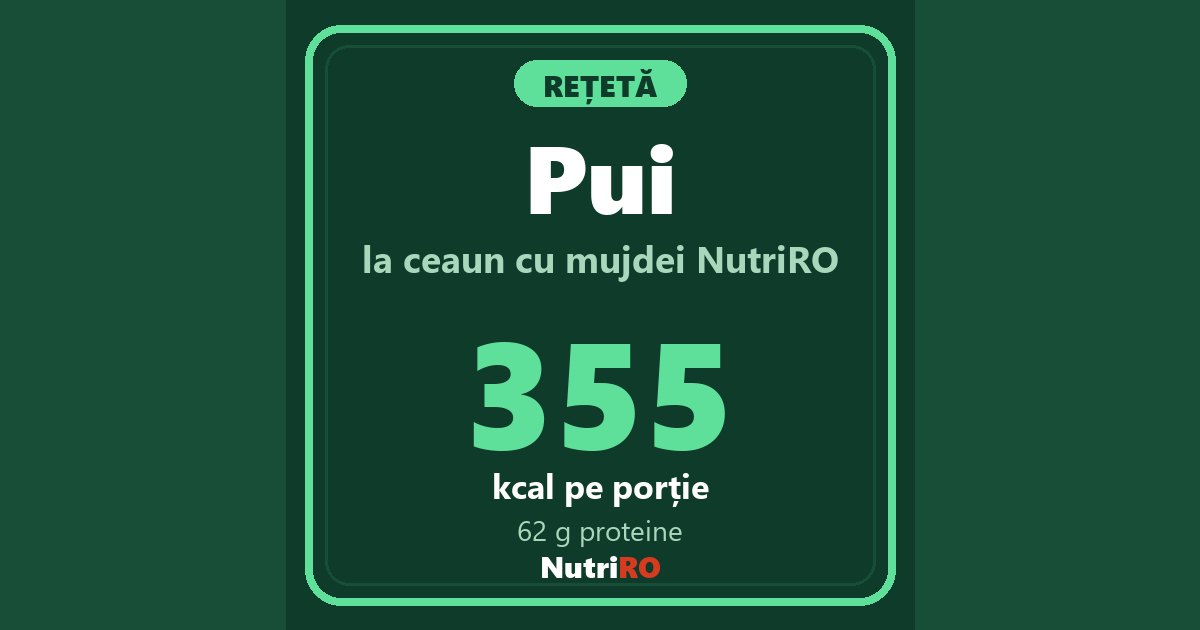 REȚETĂ
Pui
la ceaun cu mujdei NutriRO
355
kcal pe porție
62 g proteine
NutriRO